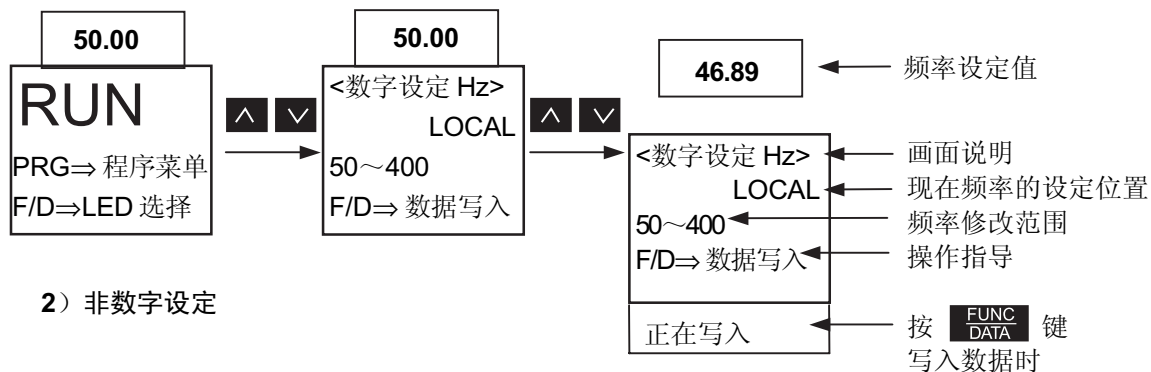 50.00
RUN
PRG⇒ 程序菜单
F/D⇒LED 选择
∧ ∨
50.00
<数字设定 Hz>
LOCAL
50～400
F/D⇒ 数据写入
∧ ∨
46.89
频率设定值
<数字设定 Hz>
画面说明
LOCAL
现在频率的设定位置
50～400
频率修改范围
F/D⇒ 数据写入
操作指导
正在写入
按 FUNC/DATA 键
写入数据时
2）非数字设定